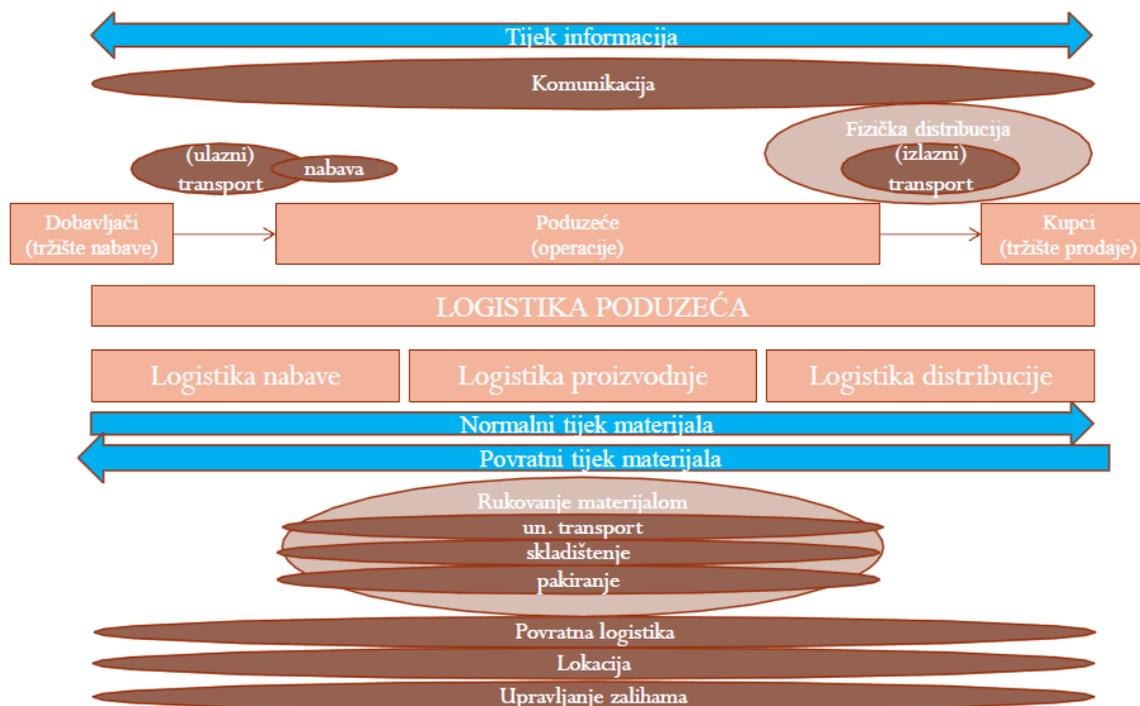 Tijek informacija
Komunikacija
Fizička distribucija
(ulazni)
transport
nabava
(izlazni)
transport
Dobavljači
(tržište nabave)
Poduzeće
(operacije)
Kupci
(tržište prodaje)
LOGISTIKA PODUZEĆA
Logistika nabave
Logistika proizvodnje
Logistika distribucije
Normalni tijek materijala
Povratni tijek materijala
Rukovanje materijalom
un. transport
skladištenje
pakiranje
Povratna logistika
Lokacija
Upravljanje zalihama